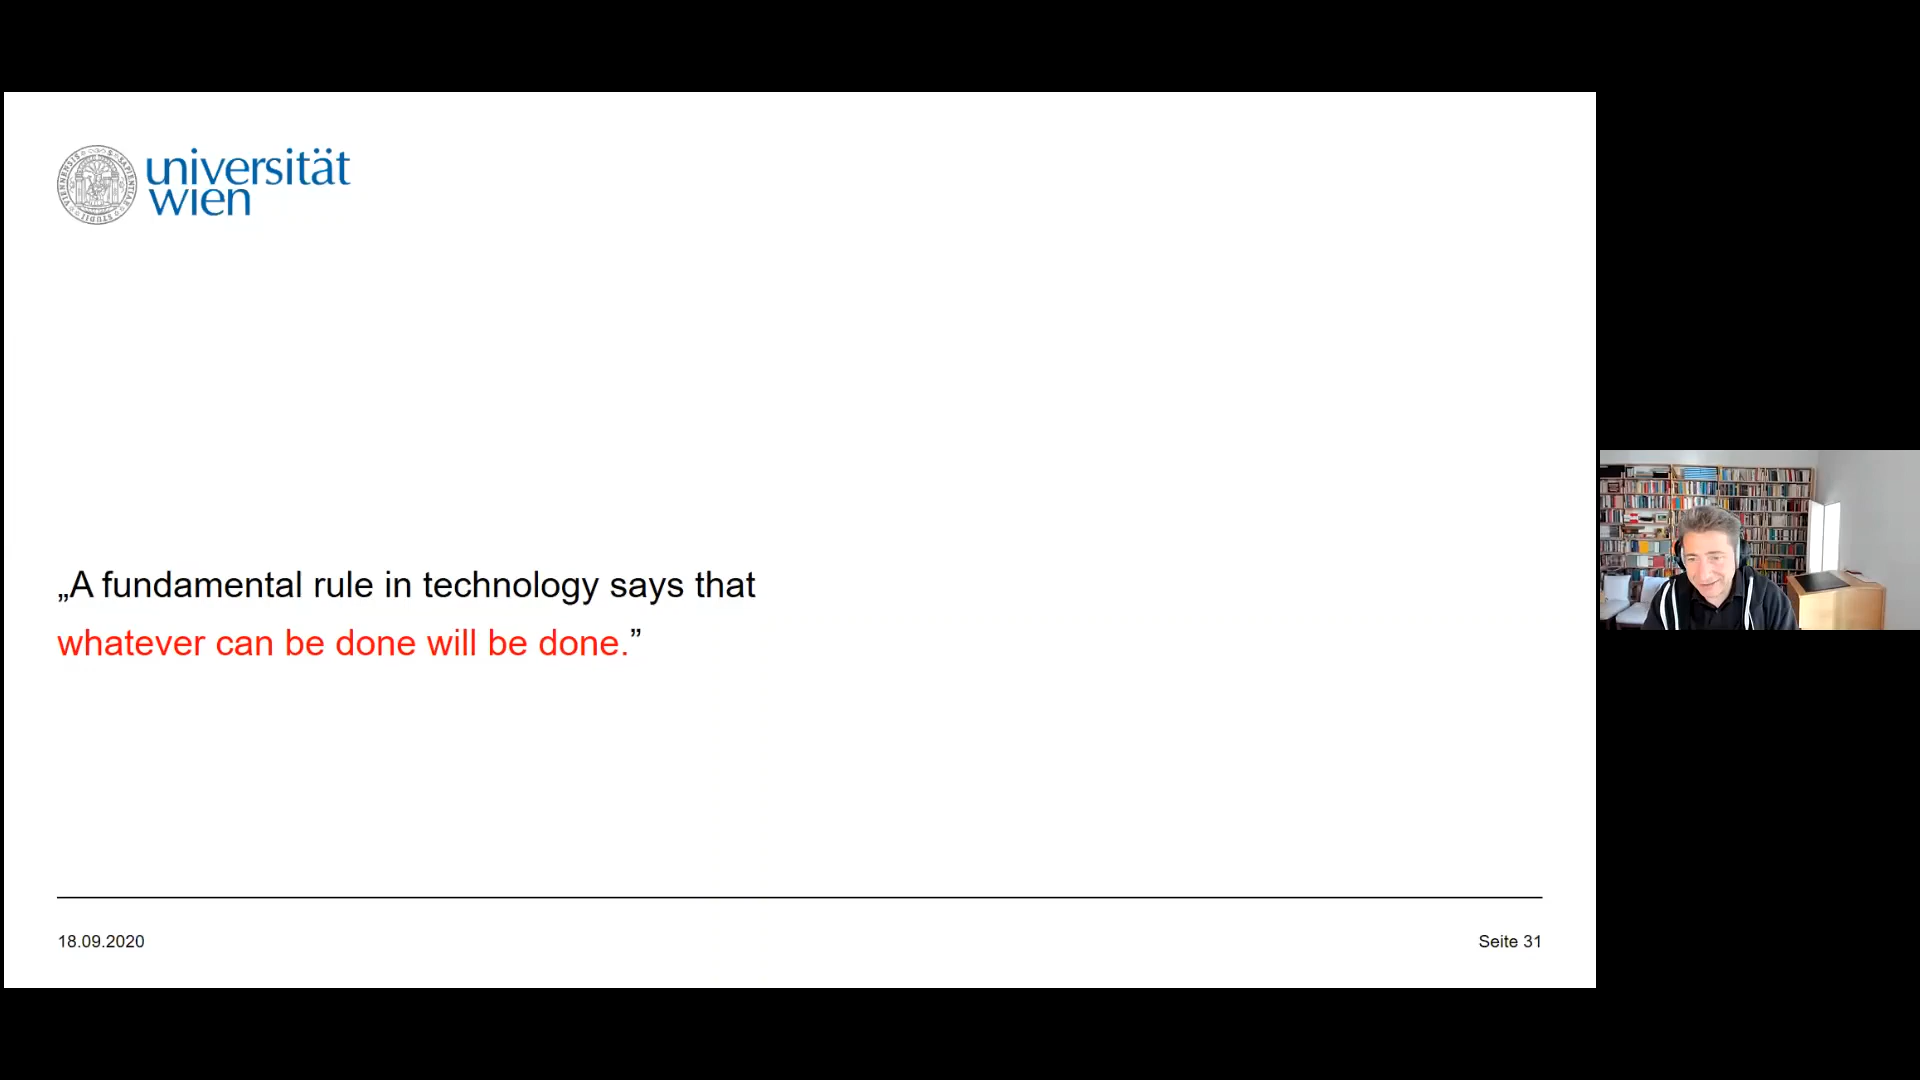 universität
wien
„A fundamental rule in technology says that
whatever can be done will be done.”
18.09.2020
Seite 31